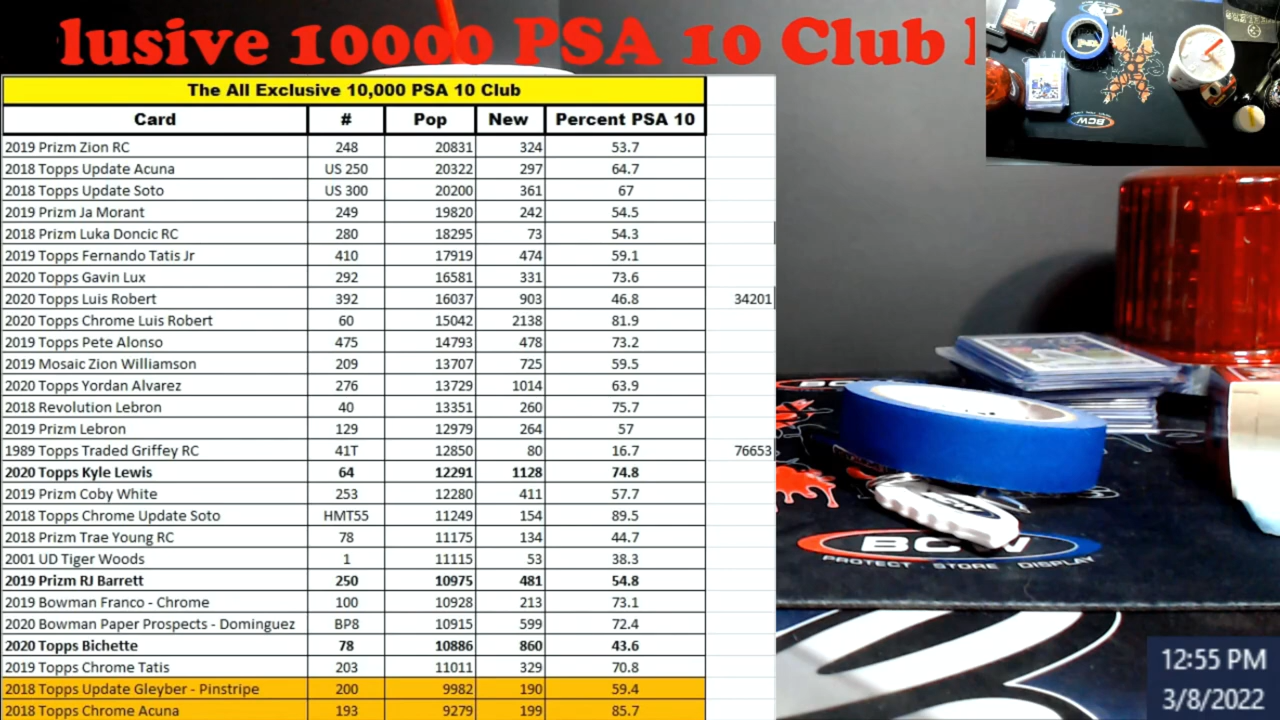 lusive 10000 PSA 10 Club
The All Exclusive 10,000 PSA 10 Club
Card # Pop New Percent PSA 10
2019 Prizm Zion RC 248 20831 324 53.7
2018 Topps Update Acuna US 250 20322 297 64.7
2018 Topps Update Soto US 300 20200 361 67
2019 Prizm Ja Morant 249 19820 242 54.5
2018 Prizm Luka Doncic RC 280 18295 73 54.3
2019 Topps Fernando Tatis Jr 410 17919 474 59.1
2020 Topps Gavin Lux 292 16581 331 73.6
2020 Topps Luis Robert 392 16037 903 46.8 34201
2020 Topps Chrome Luis Robert 60 15042 2138 81.9
2019 Topps Pete Alonso 475 14793 478 73.2
2019 Mosaic Zion Williamson 209 13707 725 59.5
2020 Topps Yordan Alvarez 276 13729 1014 63.9
2018 Revolution Lebron 40 13351 260 75.7
2019 Prizm Lebron 129 12979 264 57
1989 Topps Traded Griffey RC 41T 12850 80 16.7 76653
2020 Topps Kyle Lewis 64 12291 1128 74.8
2019 Prizm Coby White 253 12280 411 57.7
2018 Topps Chrome Update Soto HMT55 11249 154 89.5
2018 Prizm Trae Young RC 78 11175 134 44.7
2001 UD Tiger Woods 1 11115 53 38.3
2019 Prizm RJ Barrett 250 10975 481 54.8
2019 Bowman Franco - Chrome 100 10928 213 73.1
2020 Bowman Paper Prospects - Dominguez BP8 10915 599 72.4
2020 Topps Bichette 78 10886 860 43.6
2019 Topps Chrome Tatis 203 11011 329 70.8
2018 Topps Update Gleyber - Pinstripe 200 9982 190 59.4
2018 Topps Chrome Acuna 193 9279 199 85.7
BCW
BCW
PROTECT · STORE · DISPLAY
12:55 PM
3/8/2022